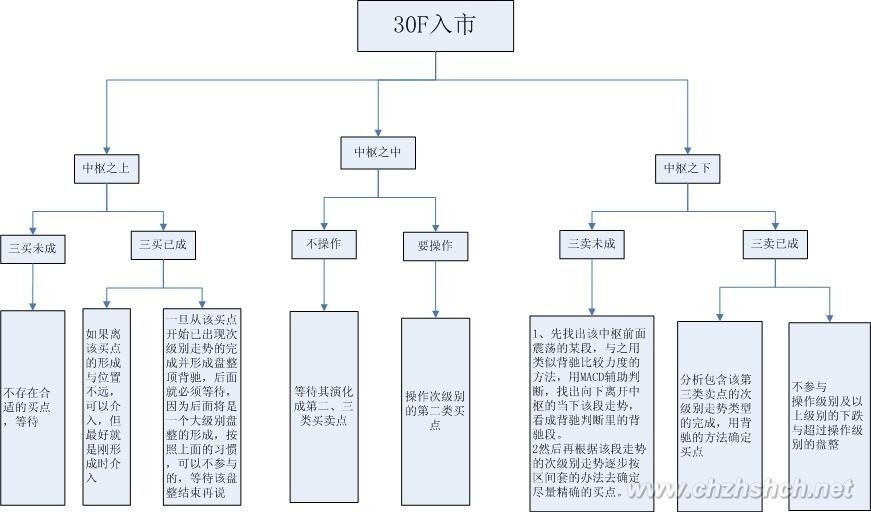 30F入市
中枢之上
中枢之中
中枢之下
三买未成
三买已成
不操作
要操作
三卖未成
三卖已成
不存在合
适的买点
，等待
如果离
该买点
的形成
与位置
不远，
可以介
入，但
最好就
是刚形
成时介
入
一旦从该买点
开始已出现次
级别走势的完
成并形成盘整
顶背驰，后面
就必须等待，
因为后面将是
一个大级别盘
整的形成，按
照上面的习惯
，可以不参与
的，等待该盘
整结束再说
等待其演化
成第二、三
类买卖点
操作次级别
的第二类买
点
1、先找出该中枢前面
震荡的某段，与之用
类似背驰比较力度的
方法，用MACD辅助判
断，找出向下离开中
枢的当下该段走势，
看成背驰判断里的背
驰段。
2然后再根据该段走势
的次级别走势逐步按
区间套的办法去确定
尽量精确的买点。
分析包含该第
三类卖点的次
级别走势类型
的完成，用背
驰的方法确定
买点
不参与
操作级别及以
上级别的下跌
与超过操作级
别的盘整
www.chzhshch.net